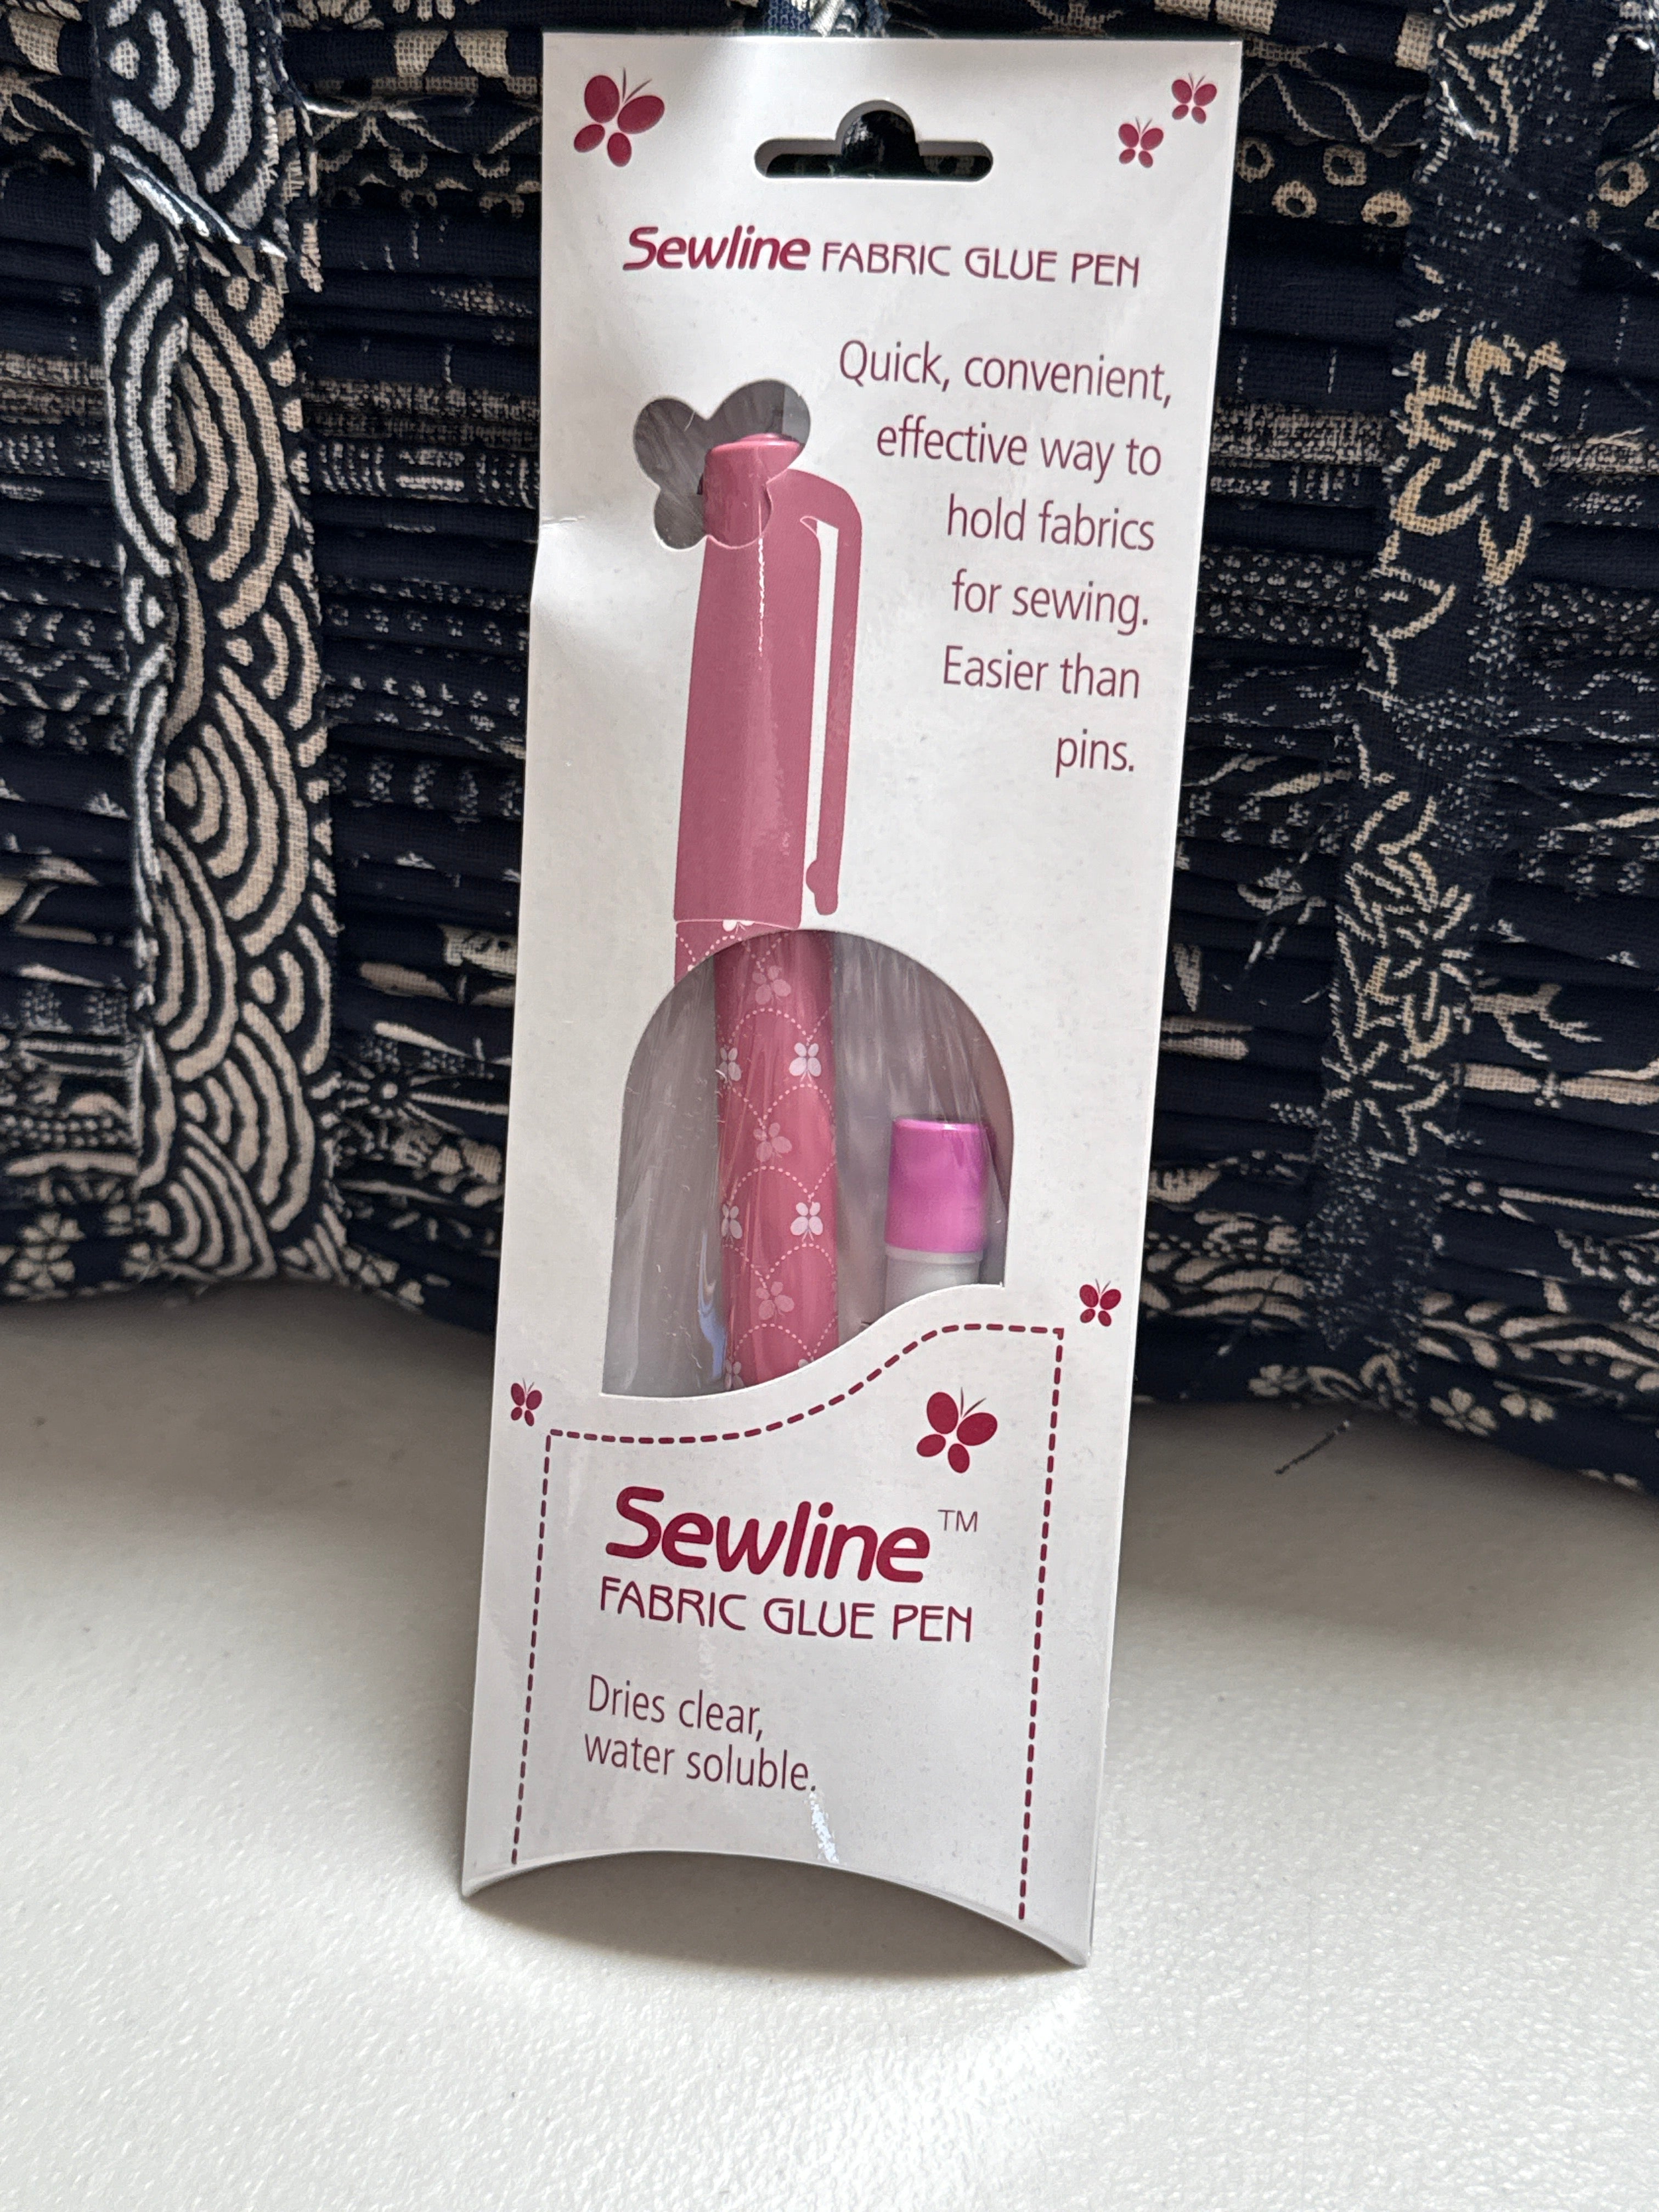 Sewline FABRIC GLUE PEN
Quick, convenient,
effective way to
hold fabrics
for sewing.
Easier than
pins.
Sewline™
FABRIC GLUE PEN
Dries clear,
water soluble.